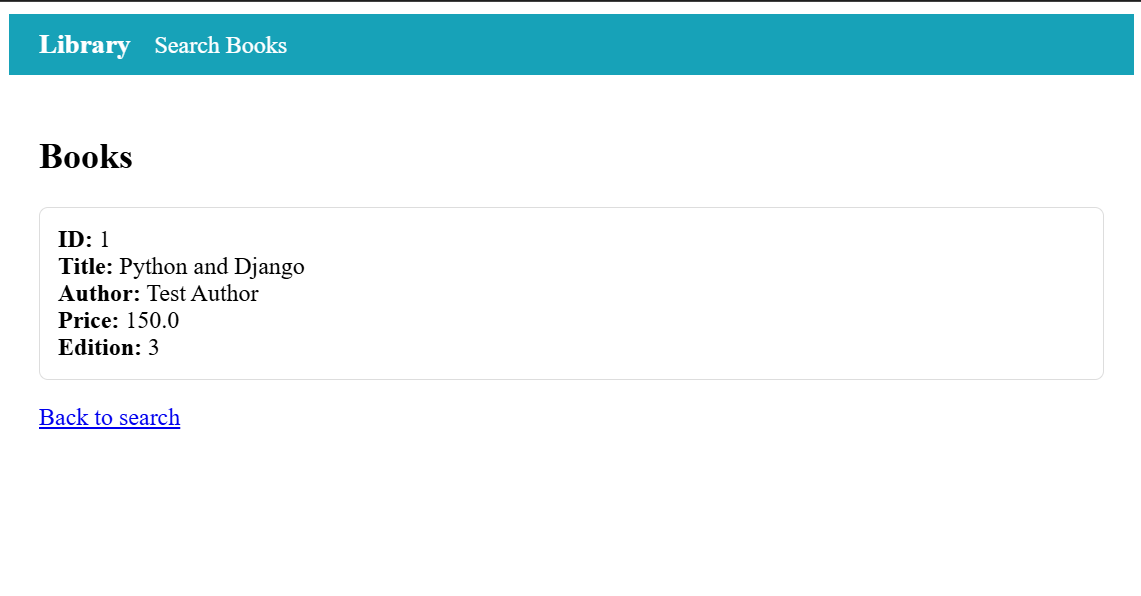 Library Search Books
Books
ID: 1
Title: Python and Django
Author: Test Author
Price: 150.0
Edition: 3
Back to search